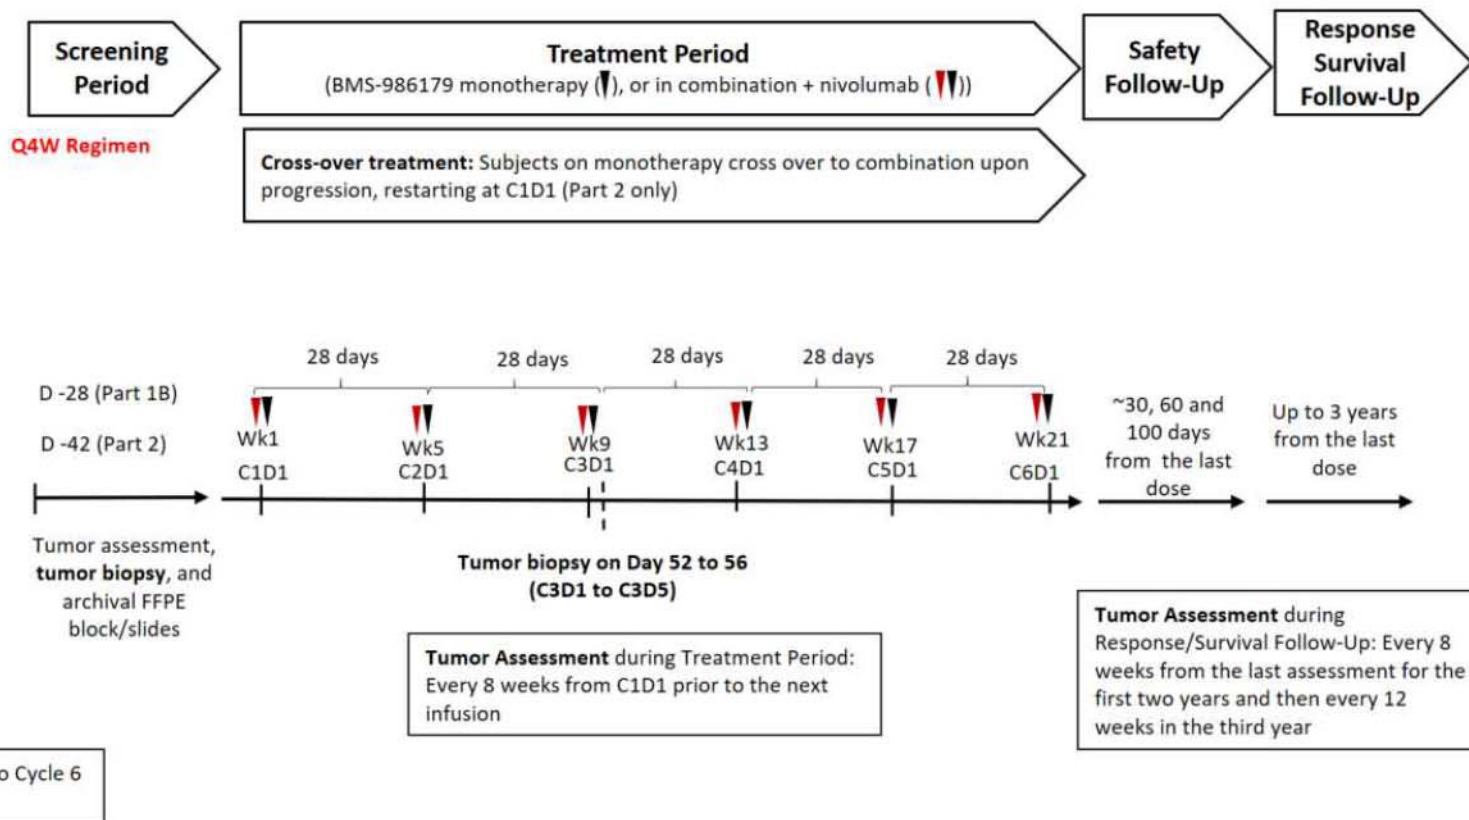 Screening
Period
Treatment Period
(BMS-986179 monotherapy ( ), or in combination + nivolumab ( ))
Safety
Follow-Up
Response
Survival
Follow-Up
Q4W Regimen
Cross-over treatment: Subjects on monotherapy cross over to combination upon
progression, restarting at C1D1 (Part 2 only)
28 days
28 days
28 days
28 days
28 days
D -28 (Part 1B)
D -42 (Part 2)
Wk1
C1D1
Wk5
C2D1
Wk9
C3D1
Wk13
C4D1
Wk17
C5D1
Wk21
C6D1
~30, 60 and
100 days
from the last
dose
Up to 3 years
from the last
dose
Tumor assessment,
tumor biopsy, and
archival FFPE
block/slides
Tumor biopsy on Day 52 to 56
(C3D1 to C3D5)
Tumor Assessment during Treatment Period:
Every 8 weeks from C1D1 prior to the next
infusion
Tumor Assessment during
Response/Survival Follow-Up: Every 8
weeks from the last assessment for the
first two years and then every 12
weeks in the third year
o Cycle 6